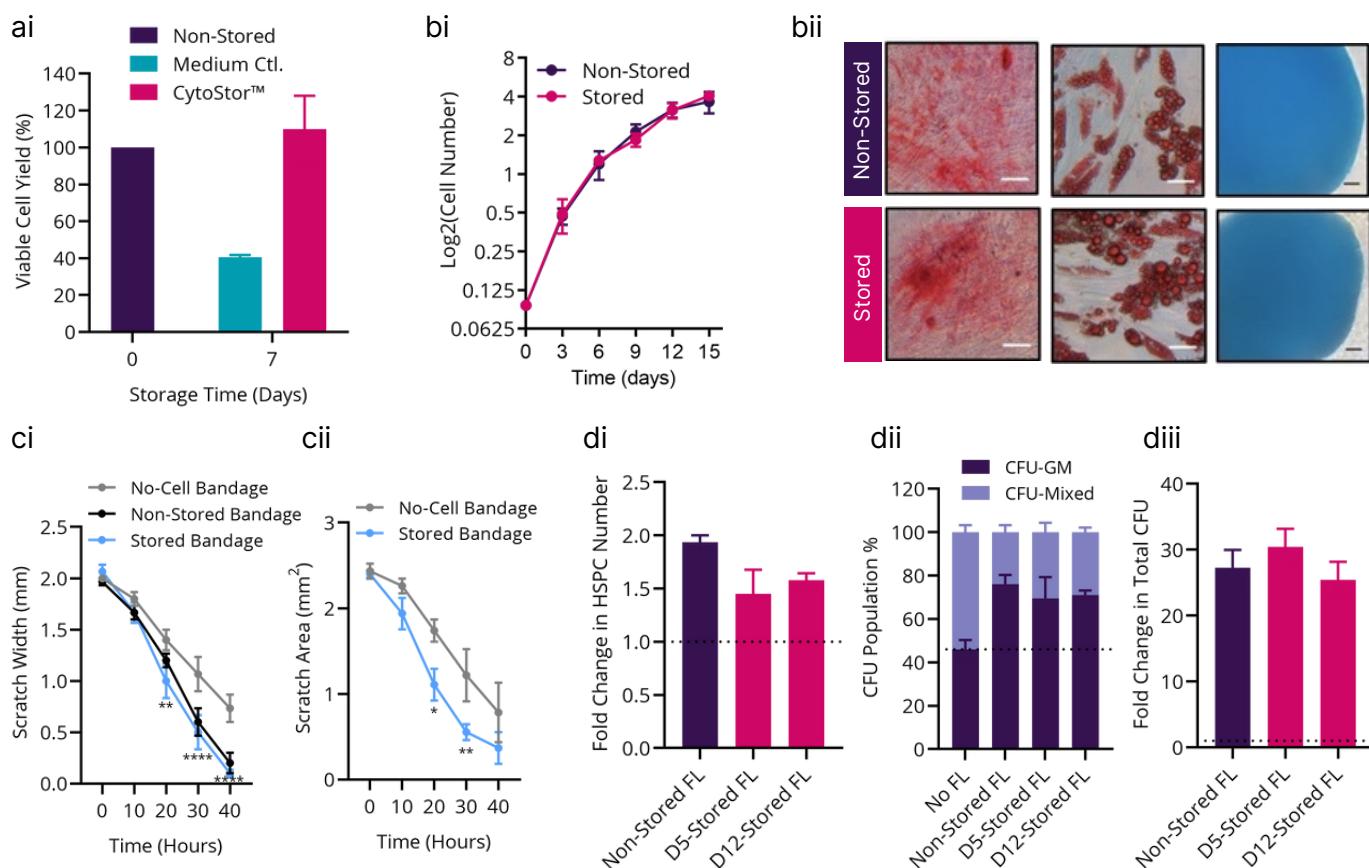 ai
Non-Stored
Medium Ctl.
CytoStor™
Viable Cell Yield (%)
140
120
100
80
60
40
20
0
0
7
Storage Time (Days)
bi
Non-Stored
Stored
Log2(Cell Number)
8
4
2
1
0.5
0.25
0.125
0.0625
0 3 6 9 12 15
Time (days)
bii
Non-Stored
Stored
ci
No-Cell Bandage
Non-Stored Bandage
Stored Bandage
Scratch Width (mm)
2.5
2.0
1.5
1.0
0.5
0.0
**
****
****
0 10 20 30 40
Time (Hours)
cii
No-Cell Bandage
Stored Bandage
Scratch Area (mm²)
3
2
1
0
*
**
0 10 20 30 40
Time (Hours)
di
Fold Change in HSPC Number
2.5
2.0
1.5
1.0
0.5
0.0
Non-Stored FL
D5-Stored FL
D12-Stored FL
dii
CFU-GM
CFU-Mixed
CFU Population %
120
100
80
60
40
20
0
No FL
Non-Stored FL
D5-Stored FL
D12-Stored FL
diii
Fold Change in Total CFU
40
30
20
10
0
Non-Stored FL
D5-Stored FL
D12-Stored FL